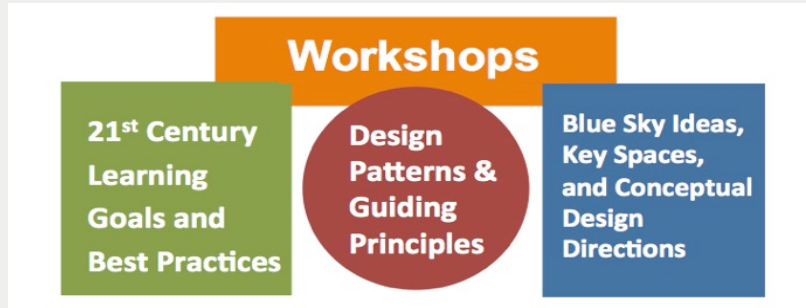 Workshops
21st Century
Learning
Goals and
Best Practices
Design
Patterns &
Guiding
Principles
Blue Sky Ideas,
Key Spaces,
and Conceptual
Design
Directions